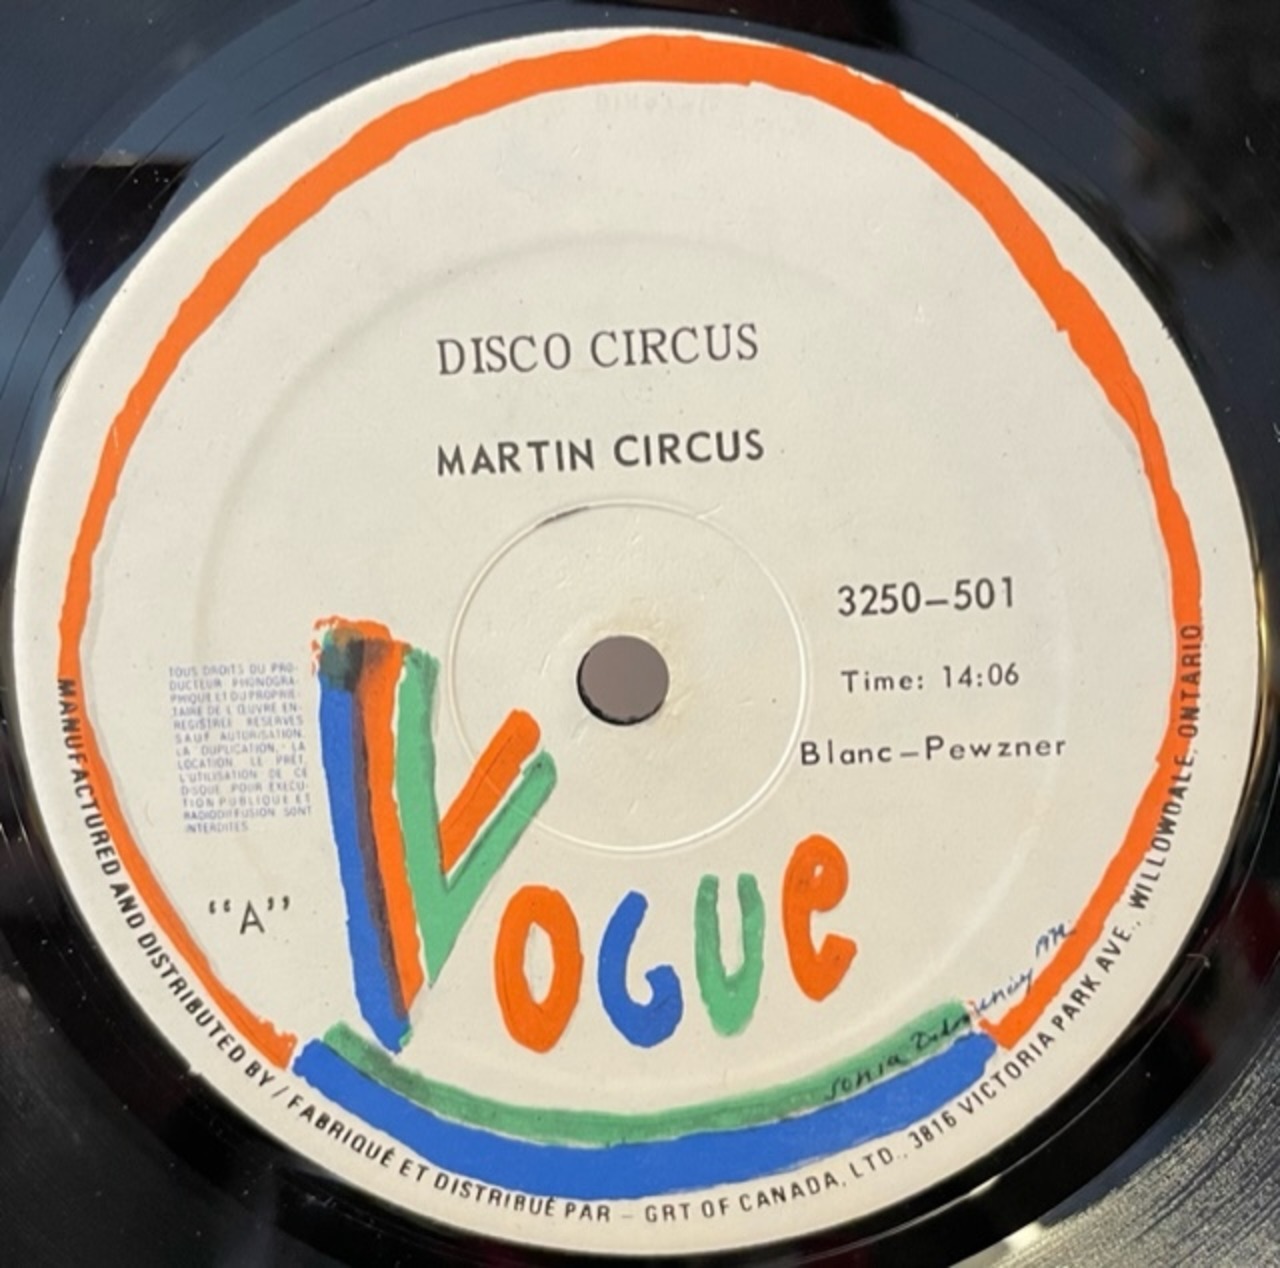 DISCO CIRCUS
MARTIN CIRCUS
3250-501
Time: 14:06
Blanc-Pewzner
TOUS DROITS DU PRO-
DUCTEUR PHONOGRA-
PHIQUE ET DU PROPRIE-
TAIRE DE L'ŒUVRE EN-
REGISTREE RESERVES
SAUF AUTORISATION.
LA DUPLICATION, LA
LOCATION LE PRÊT,
L'UTILISATION DE CE
DISQUE POUR EXECU-
TION PUBLIQUE ET
RADIODIFFUSION SONT
INTERDITES
"A"
VOGUE
sonia
MANUFACTURED AND DISTRIBUTED BY / FABRIQUÉ ET DISTRIBUÉ PAR - GRT OF CANADA, LTD., 3816 VICTORIA PARK AVE., WILLOWDALE, ONTARIO